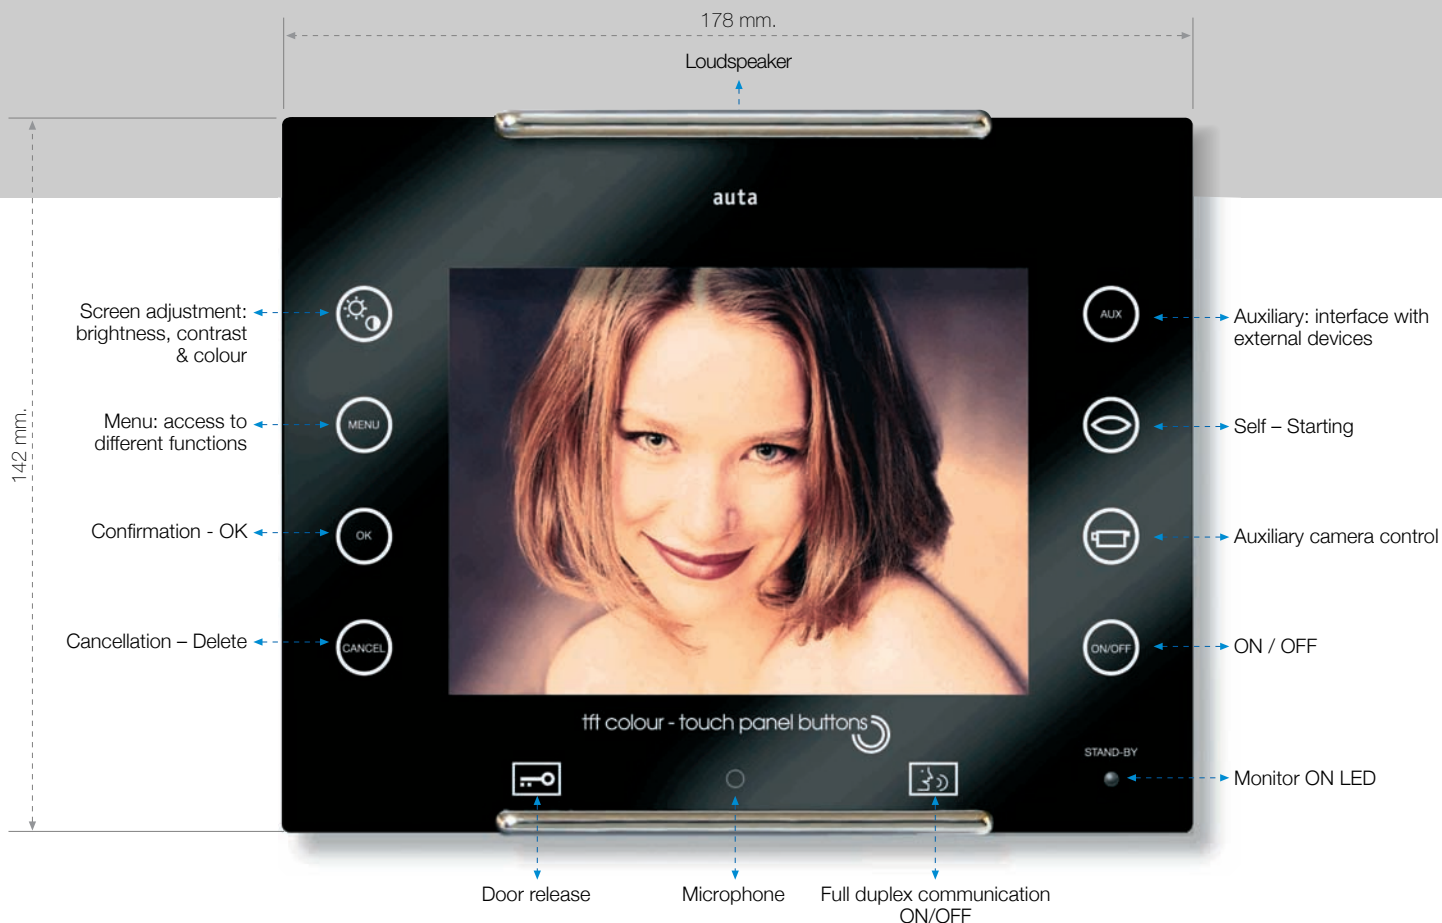 178 mm.
Loudspeaker
auta
142 mm.
Screen adjustment:
brightness, contrast
& colour
Menu: access to
different functions
MENU
Confirmation - OK
OK
Cancellation – Delete
CANCEL
AUX
Auxiliary: interface with
external devices
Self – Starting
Auxiliary camera control
ON/OFF
ON / OFF
tft colour - touch panel buttons
STAND-BY
Monitor ON LED
Door release
Microphone
Full duplex communication
ON/OFF